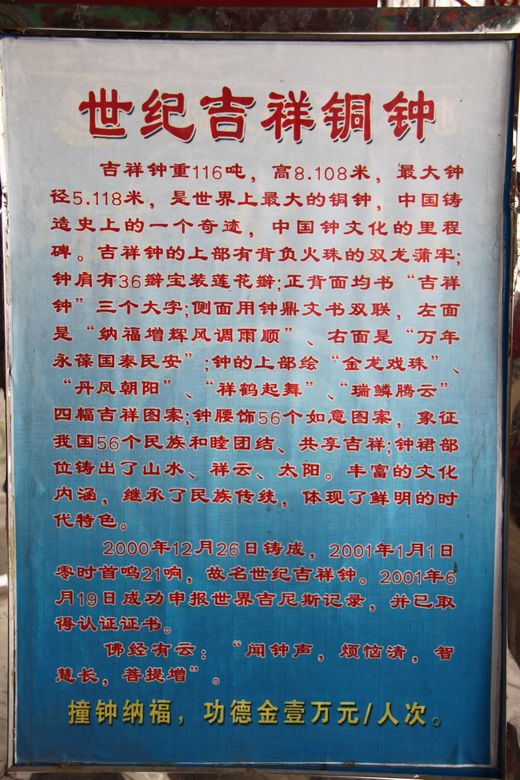 世纪吉祥铜钟
吉祥钟重116吨，高8.108米，最大钟
径5.118米，是世界上最大的铜钟，中国铸
造史上的一个奇迹，中国钟文化的里程
碑。吉祥钟的上部有背负火珠的双龙蒲牢;
钟肩有36瓣宝装莲花瓣;正背面均书“吉祥
钟”三个大字;侧面用钟鼎文书双联，左面
是“纳福增辉风调雨顺”、右面是“万年
永葆国泰民安”;钟的上部绘“金龙戏珠”、
“丹凤朝阳”、“祥鹤起舞”、“瑞鳞腾云”
四幅吉祥图案;钟腰饰56个如意图案，象征
我国56个民族和睦团结、共享吉祥;钟裙部
位铸出了山水、祥云、太阳。丰富的文化
内涵，继承了民族传统，体现了鲜明的时
代特色。
2000年12月26日铸成，2001年1月1日
零时首鸣21响，故名世纪吉祥钟。2001年6
月19日成功申报世界吉尼斯记录，并已取
得认证证书。
佛经有云：“闻钟声，烦恼清，智
慧长，菩提增”。
撞钟纳福，功德金壹万元/人次。